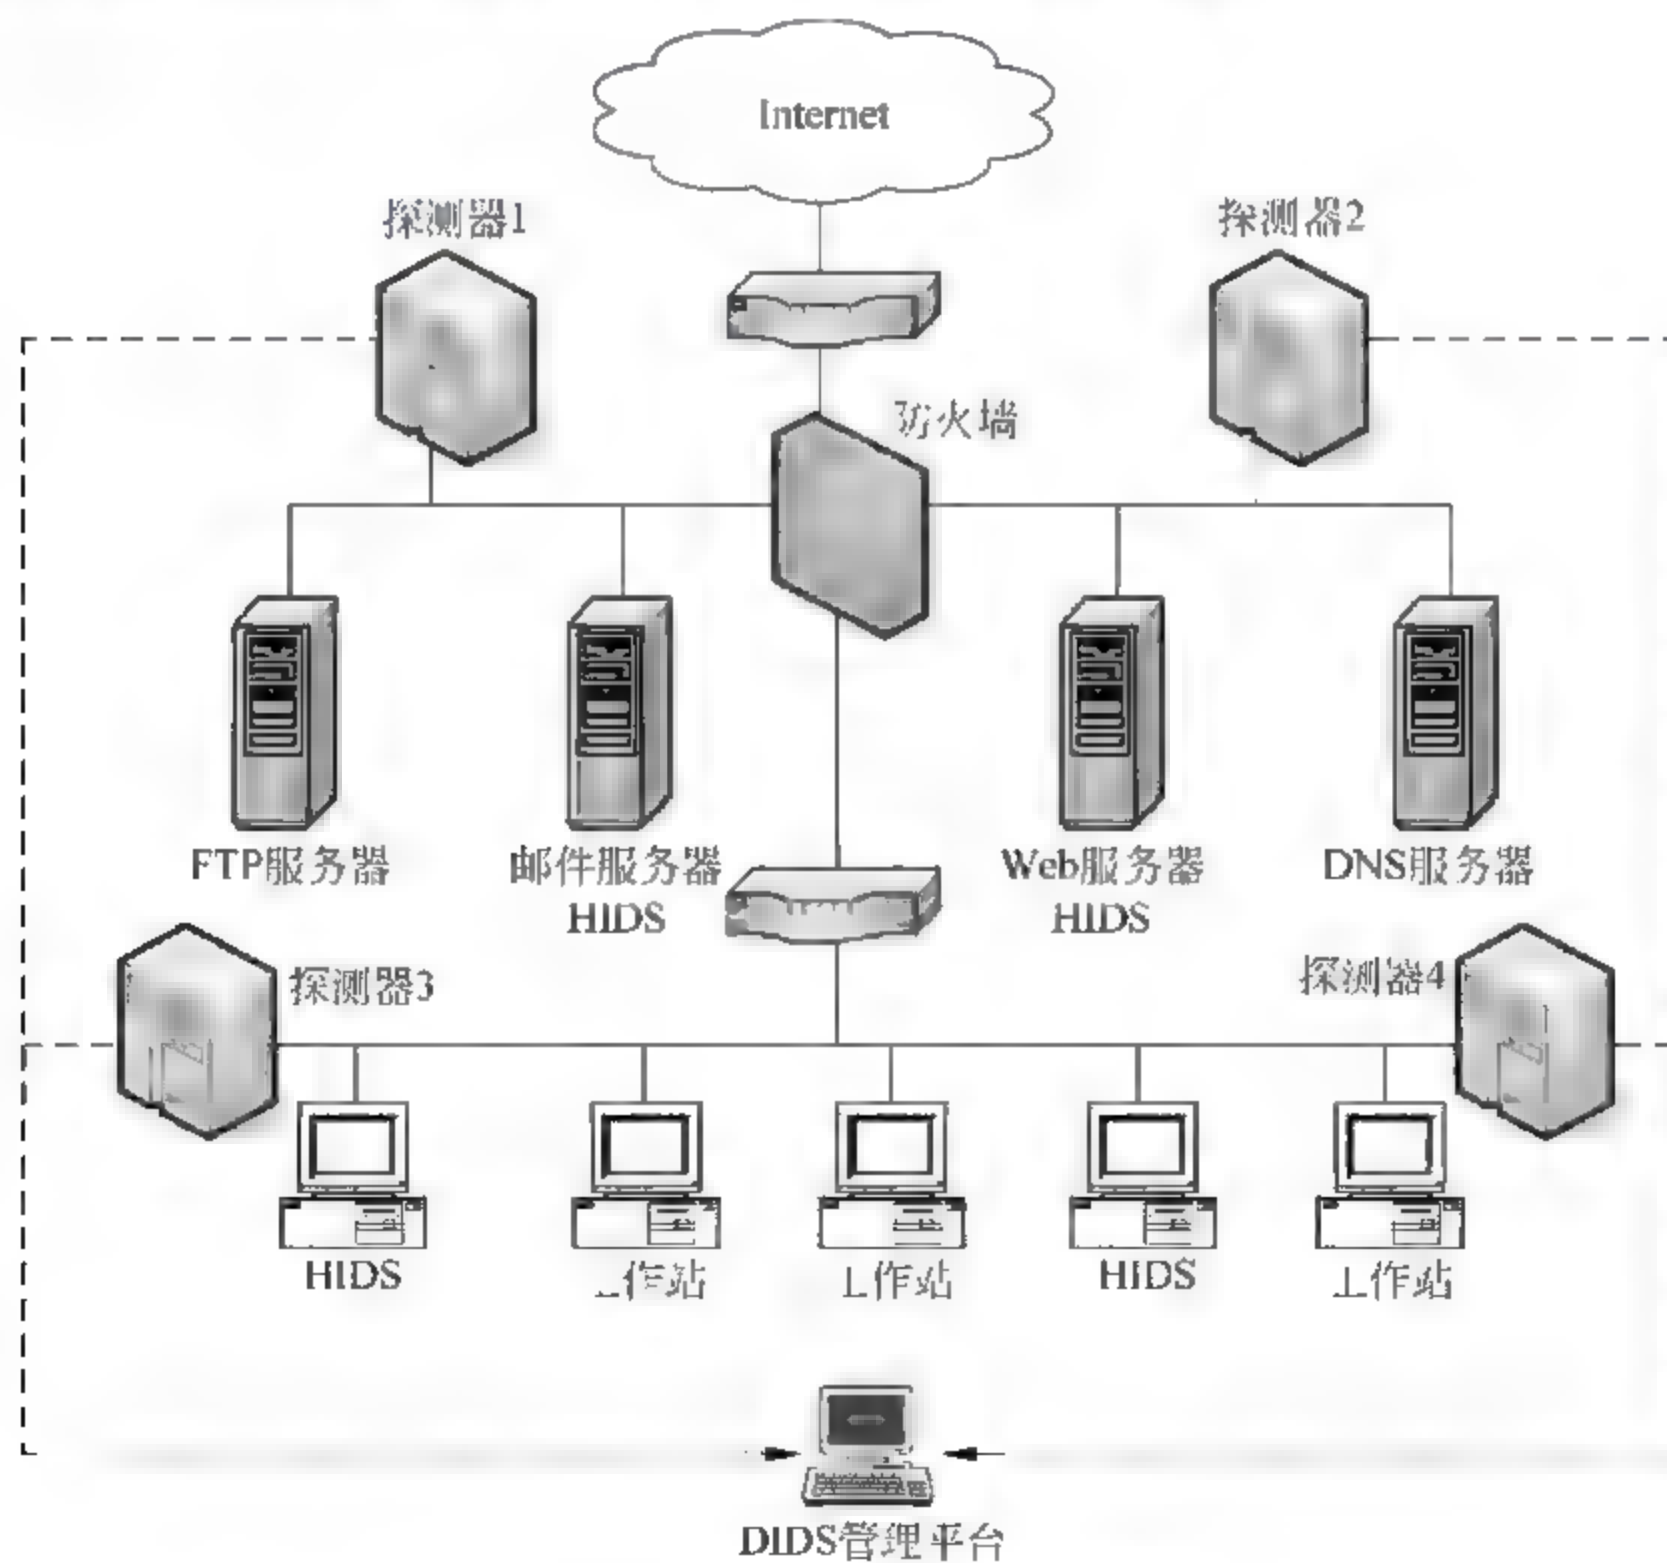 Internet
探测器1
探测器2
防火墙
FTP服务器
邮件服务器
HIDS
Web服务器
HIDS
DNS服务器
探测器3
探测器4
HIDS
工作站
工作站
HIDS
工作站
DIDS管理平台